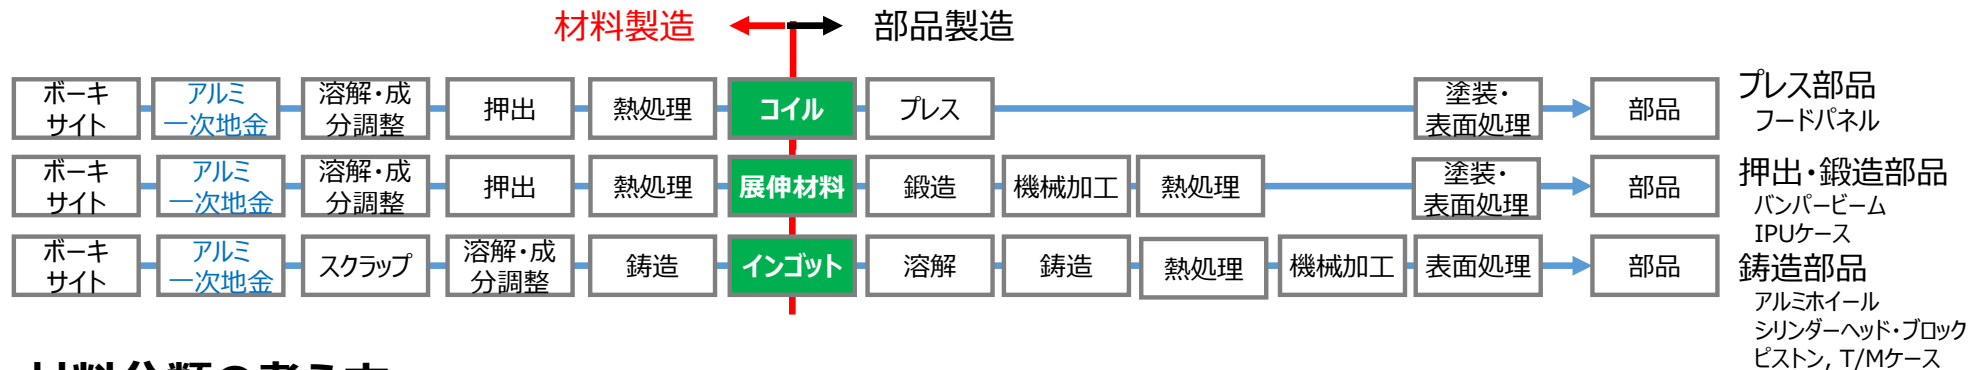 材料製造 部品製造
ボーキ
サイト
アルミ
一次地金
溶解・成
分調整
押出
熱処理
コイル
プレス
塗装・
表面処理
部品
プレス部品
フードパネル
ボーキ
サイト
アルミ
一次地金
溶解・成
分調整
押出
熱処理
展伸材料
鍛造
機械加工
熱処理
塗装・
表面処理
部品
押出・鍛造部品
バンパービーム
IPUケース
ボーキ
サイト
アルミ
一次地金
スクラップ
溶解・成
分調整
鋳造
インゴット
溶解
鋳造
熱処理
機械加工
表面処理
部品
鋳造部品
アルミホイール
シリンダーヘッド・ブロック
ピストン, T/Mケース